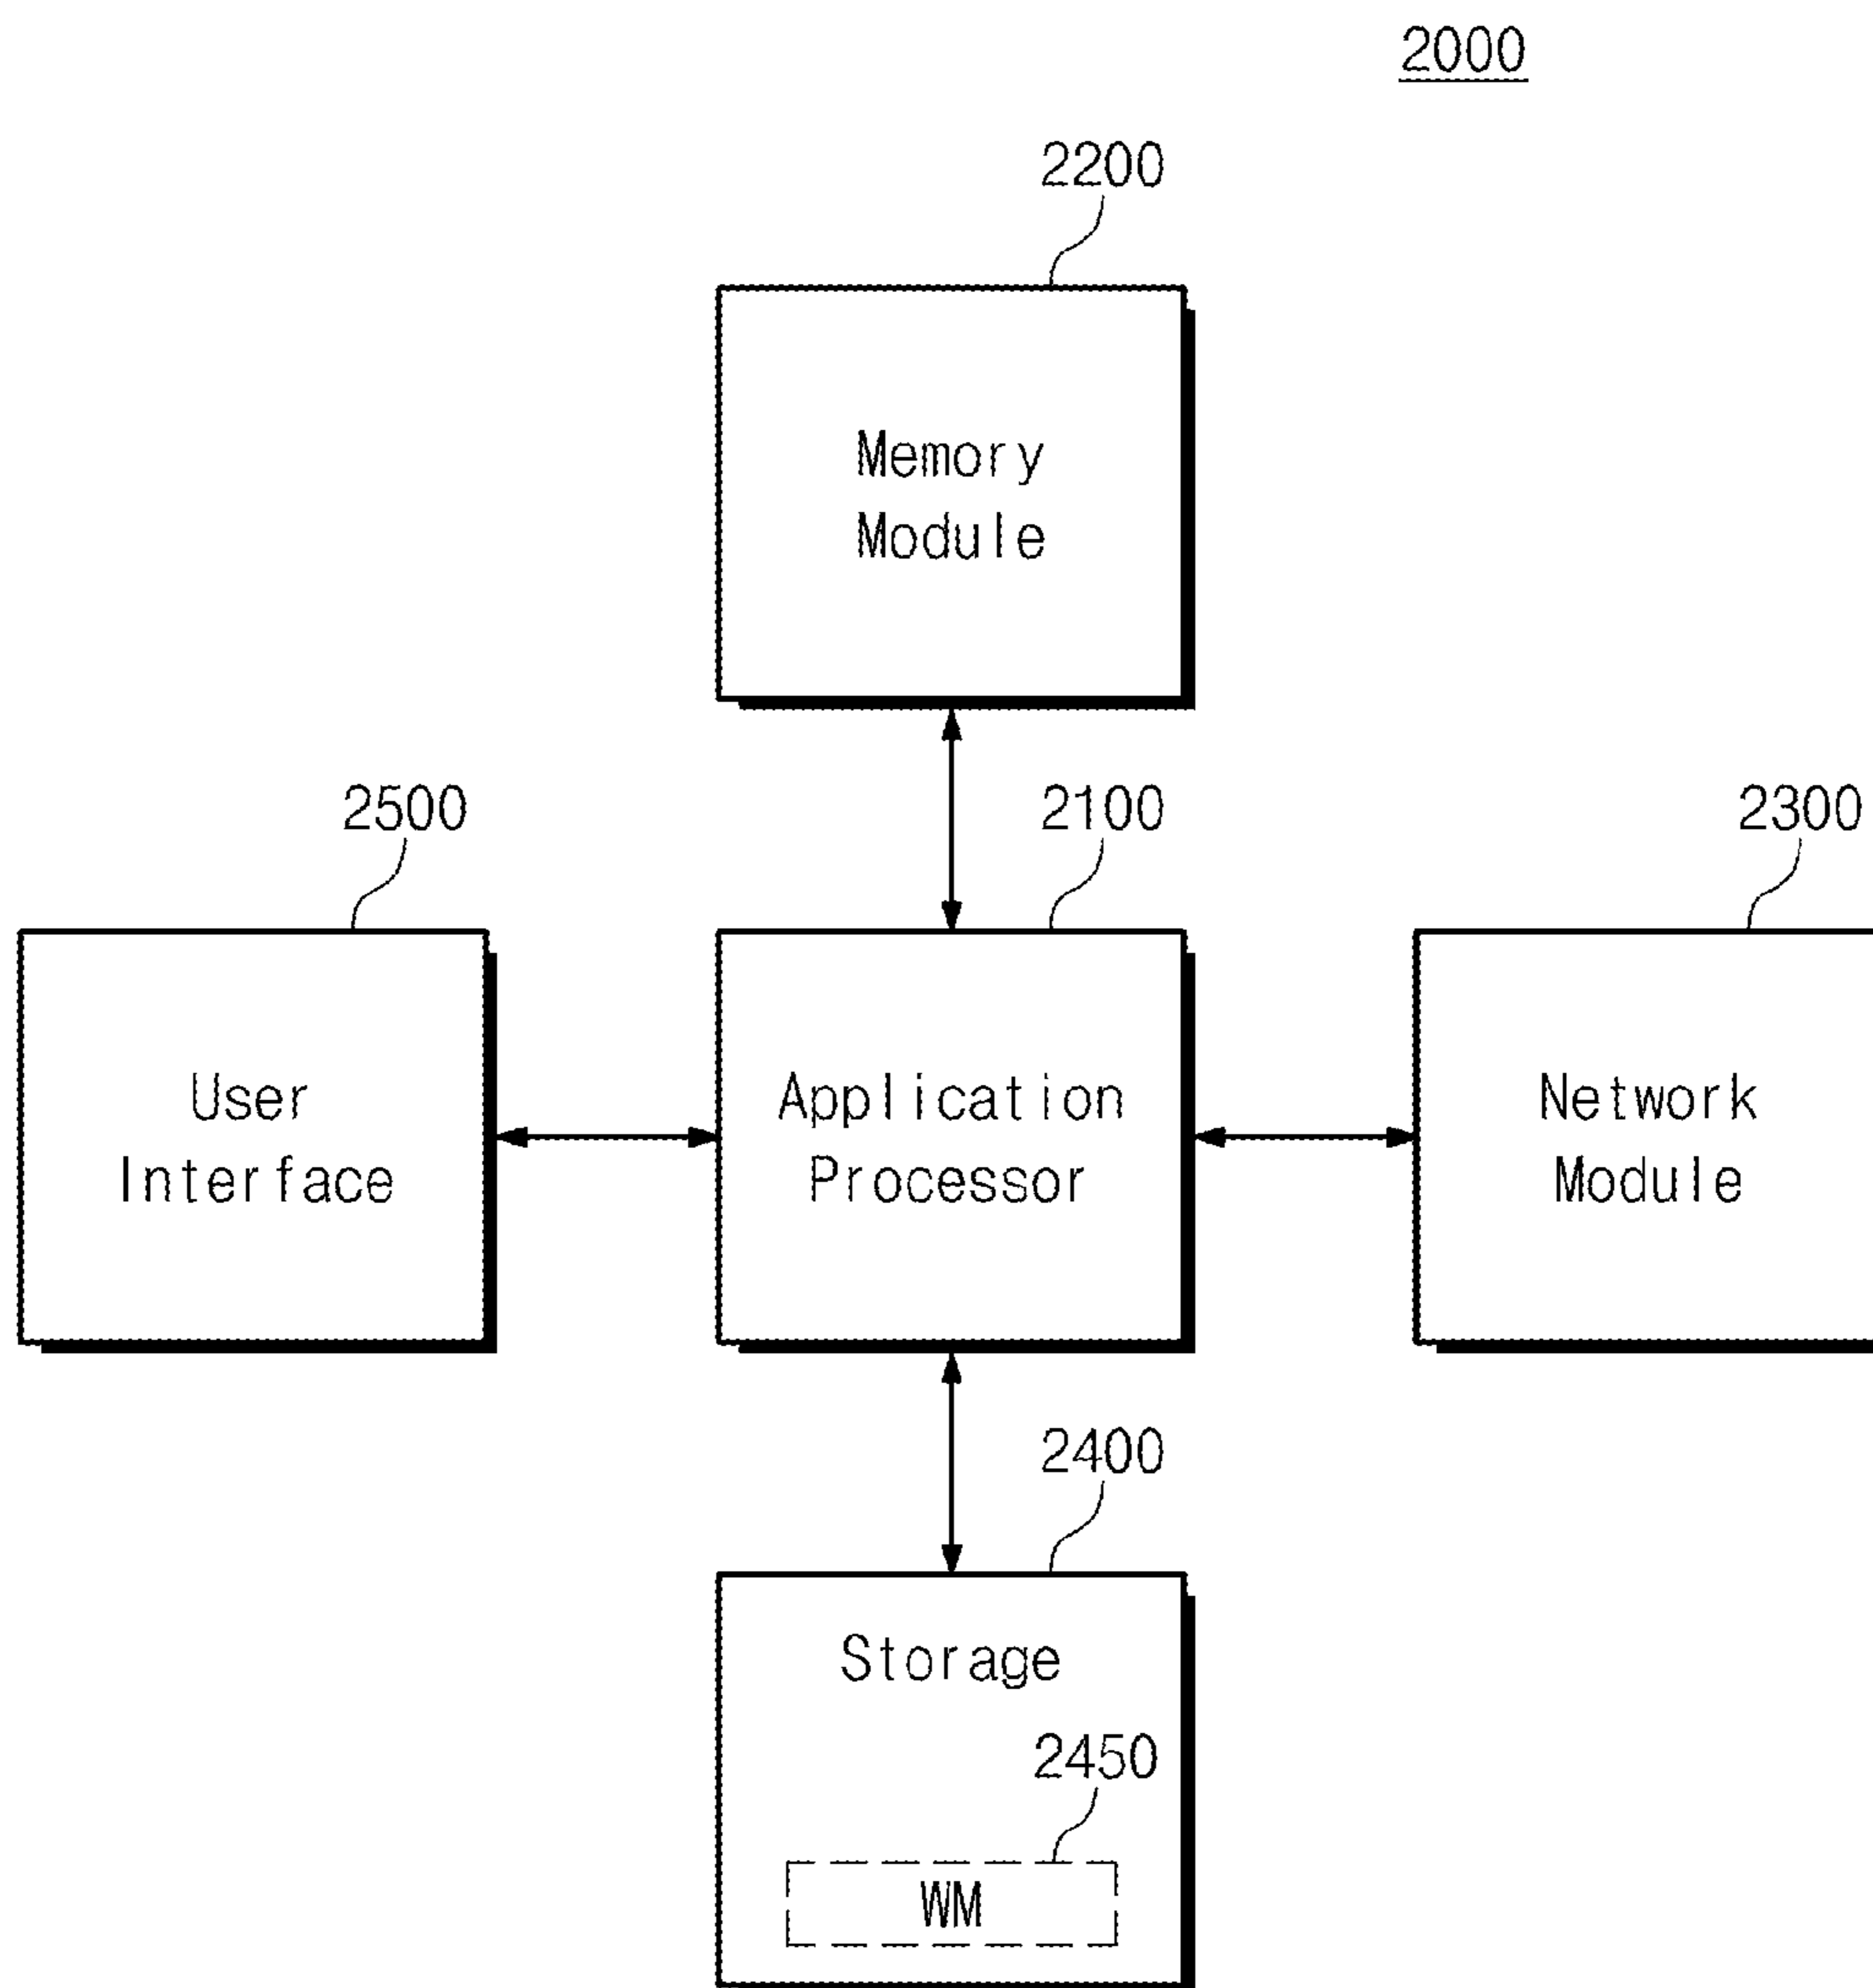 2000
2200
Memory
Module
2500
2100
2300
User
Interface
Application
Processor
Network
Module
2400
Storage
2450
WM